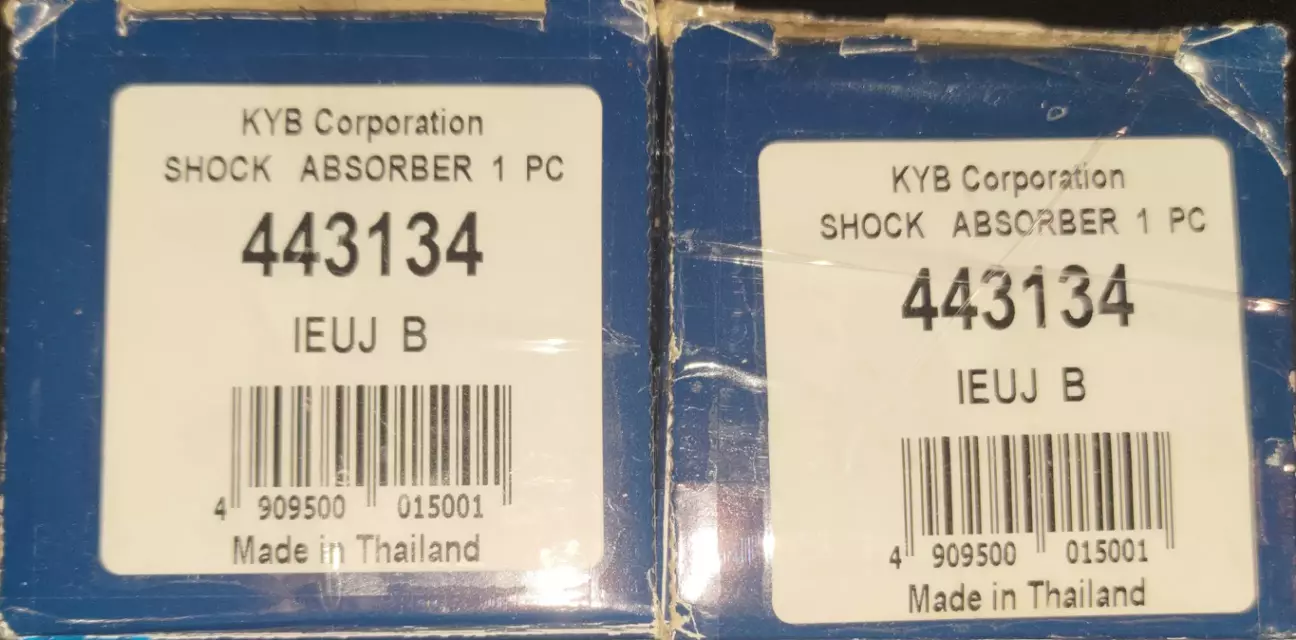 KYB Corporation
SHOCK ABSORBER 1 PC
443134
IEUJ B
4 909500 015001
Made in Thailand
KYB Corporation
SHOCK ABSORBER 1 PC
443134
IEUJ B
4 909500 015001
Made in Thailand